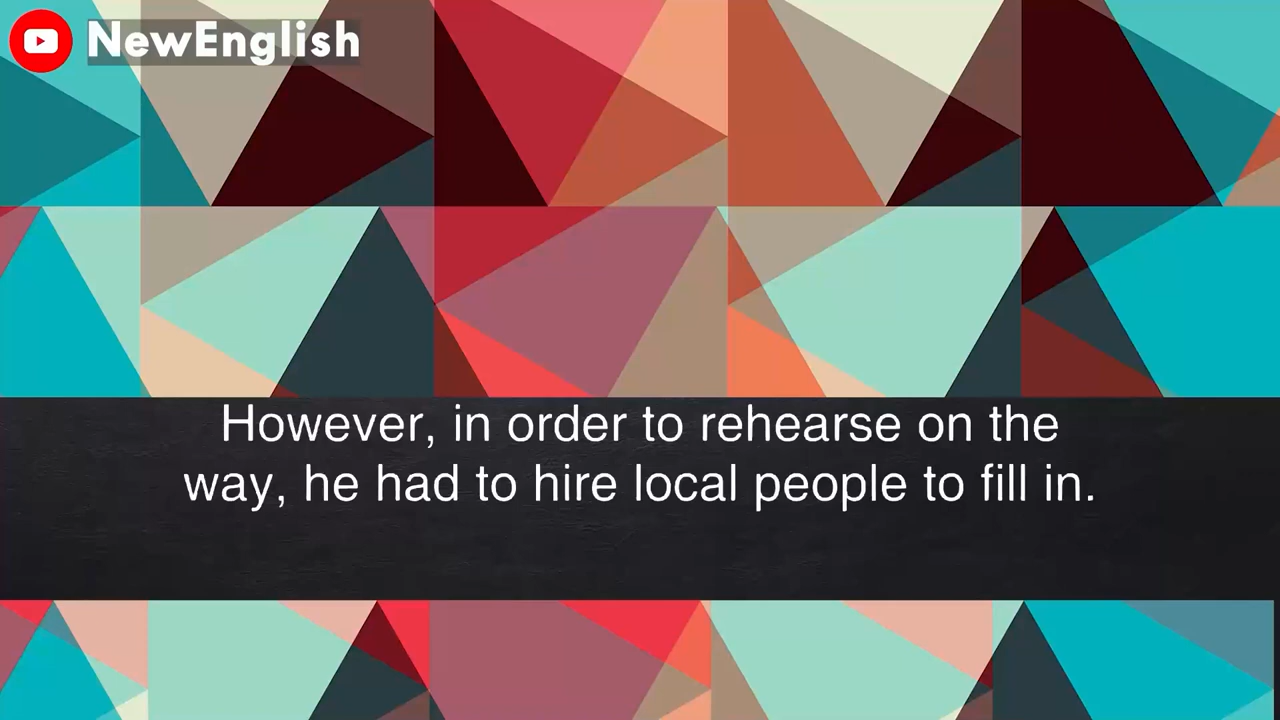 NewEnglish
However, in order to rehearse on the
way, he had to hire local people to fill in.